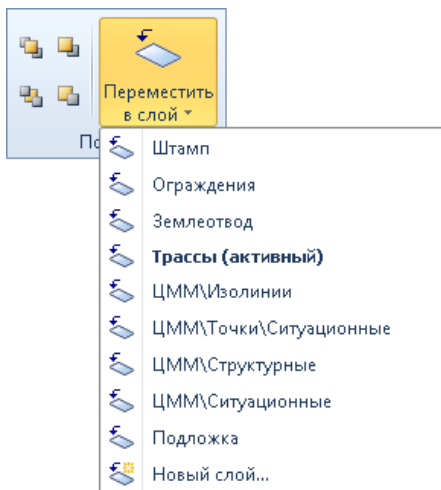 Переместить
в слой
По
Штамп
Ограждения
Землеотвод
Трассы (активный)
ЦММ\Изолинии
ЦММ\Точки\Ситуационные
ЦММ\Структурные
ЦММ\Ситуационные
Подложка
Новый слой...